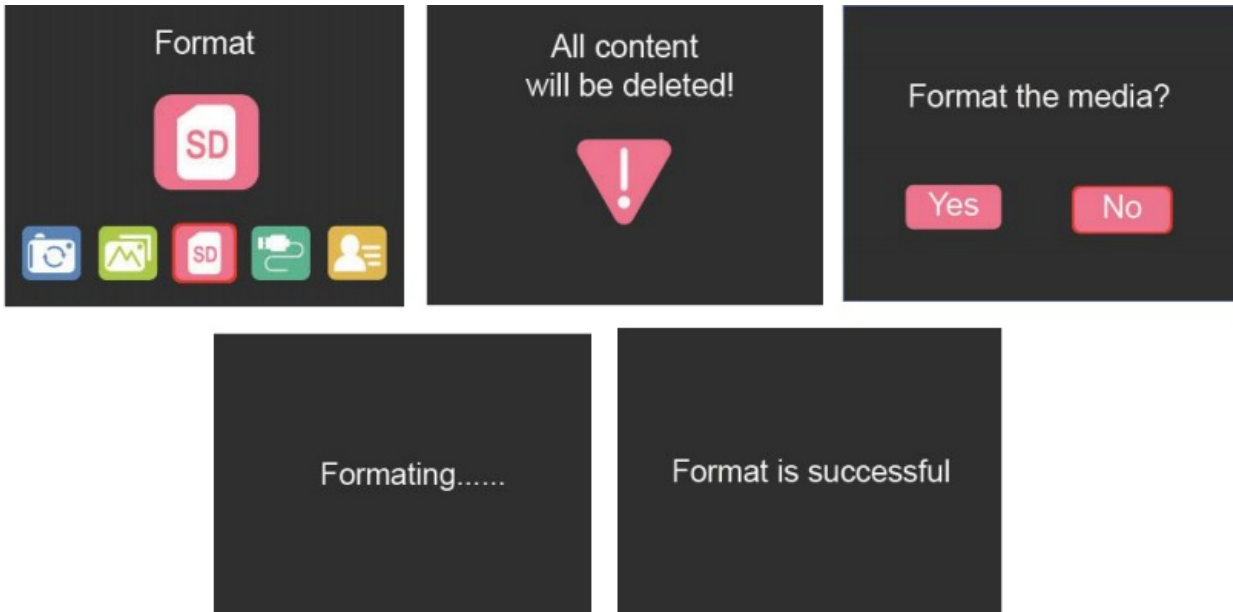 Format
SD
SD
All content
will be deleted!
!
Format the media?
Yes
No
Formating......
Format is successful